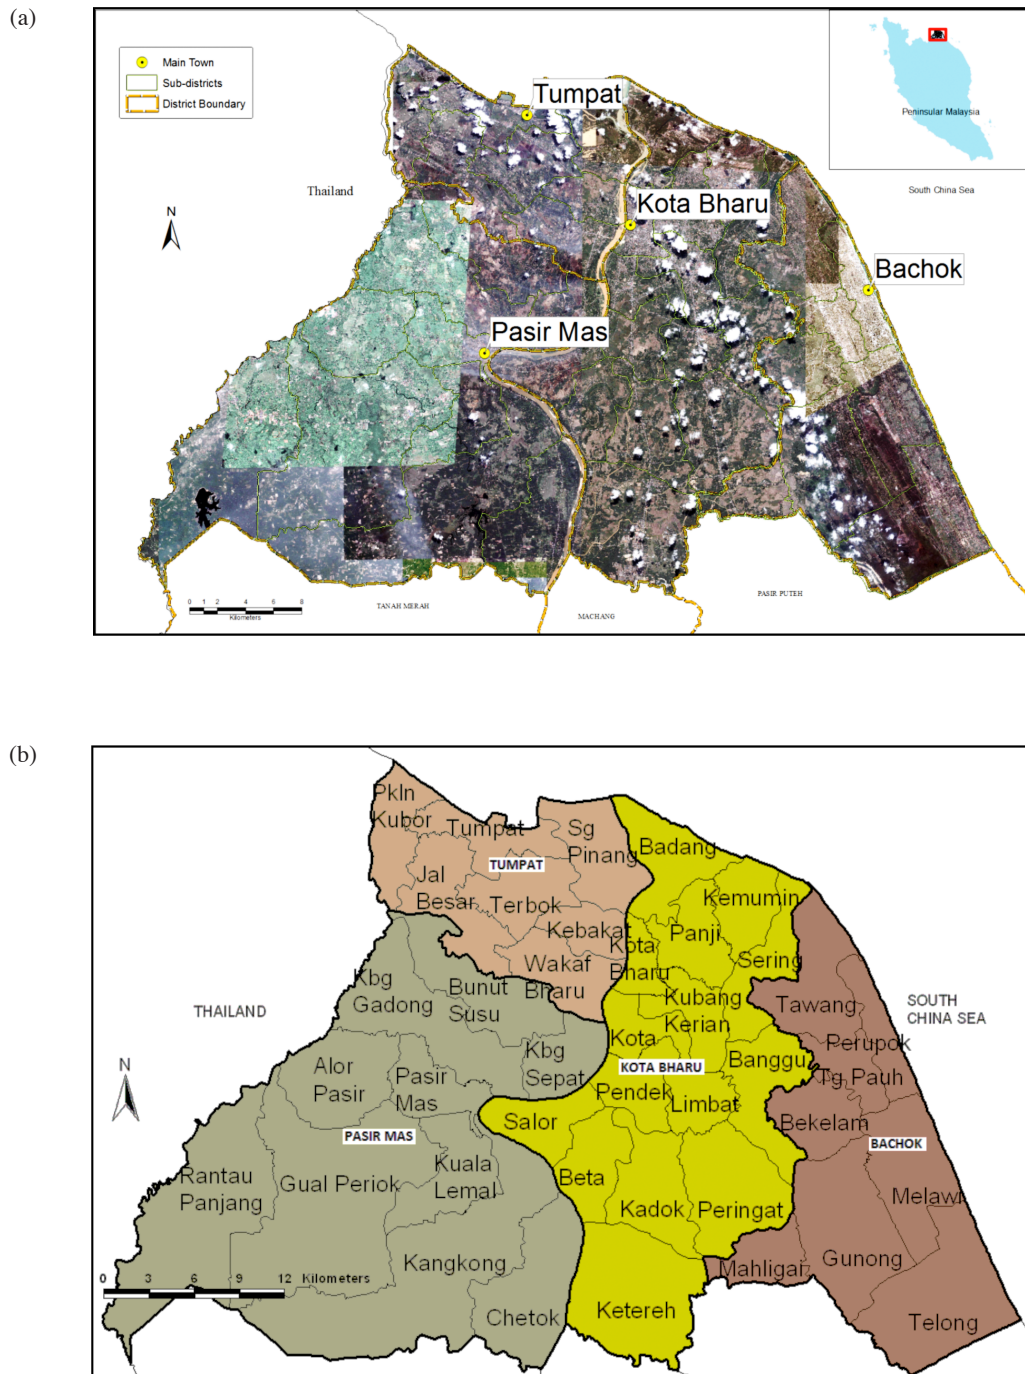 (a)
Main Town
Sub-districts
District Boundary
Tumpat
Peninsular Malaysia
Thailand
South China Sea
N
Kota Bharu
Bachok
Pasir Mas
0 1 2 4 6 8
Kilometers
TANAH MERAH
MACHANG
PASIR PUTEH
(b)
Pkln
Kubor
Tumpat
Sg
Pinang
TUMPAT
Badang
Jal
Besar
Terbok
Kemumin
Kebakat
Kota
Bharu
Panji
Wakaf
Bharu
Sering
Kbg
Gadong
Bunut
Susu
THAILAND
Kubang
Kerian
Tawang
SOUTH
CHINA SEA
Kota
Perupok
Kbg
Sepat
Banggu
N
Alor
Pasir
Pasir
Mas
KOTA BHARU
Tg Pauh
Pendek
Limbat
Salor
Bekelam
PASIR MAS
BACHOK
Rantau
Panjang
Gual Periok
Kuala
Lemal
Beta
Kadok
Peringat
Melawi
Kangkong
Mahligai
Gunong
0 3 6 9 12 Kilometers
Chetok
Ketereh
Telong